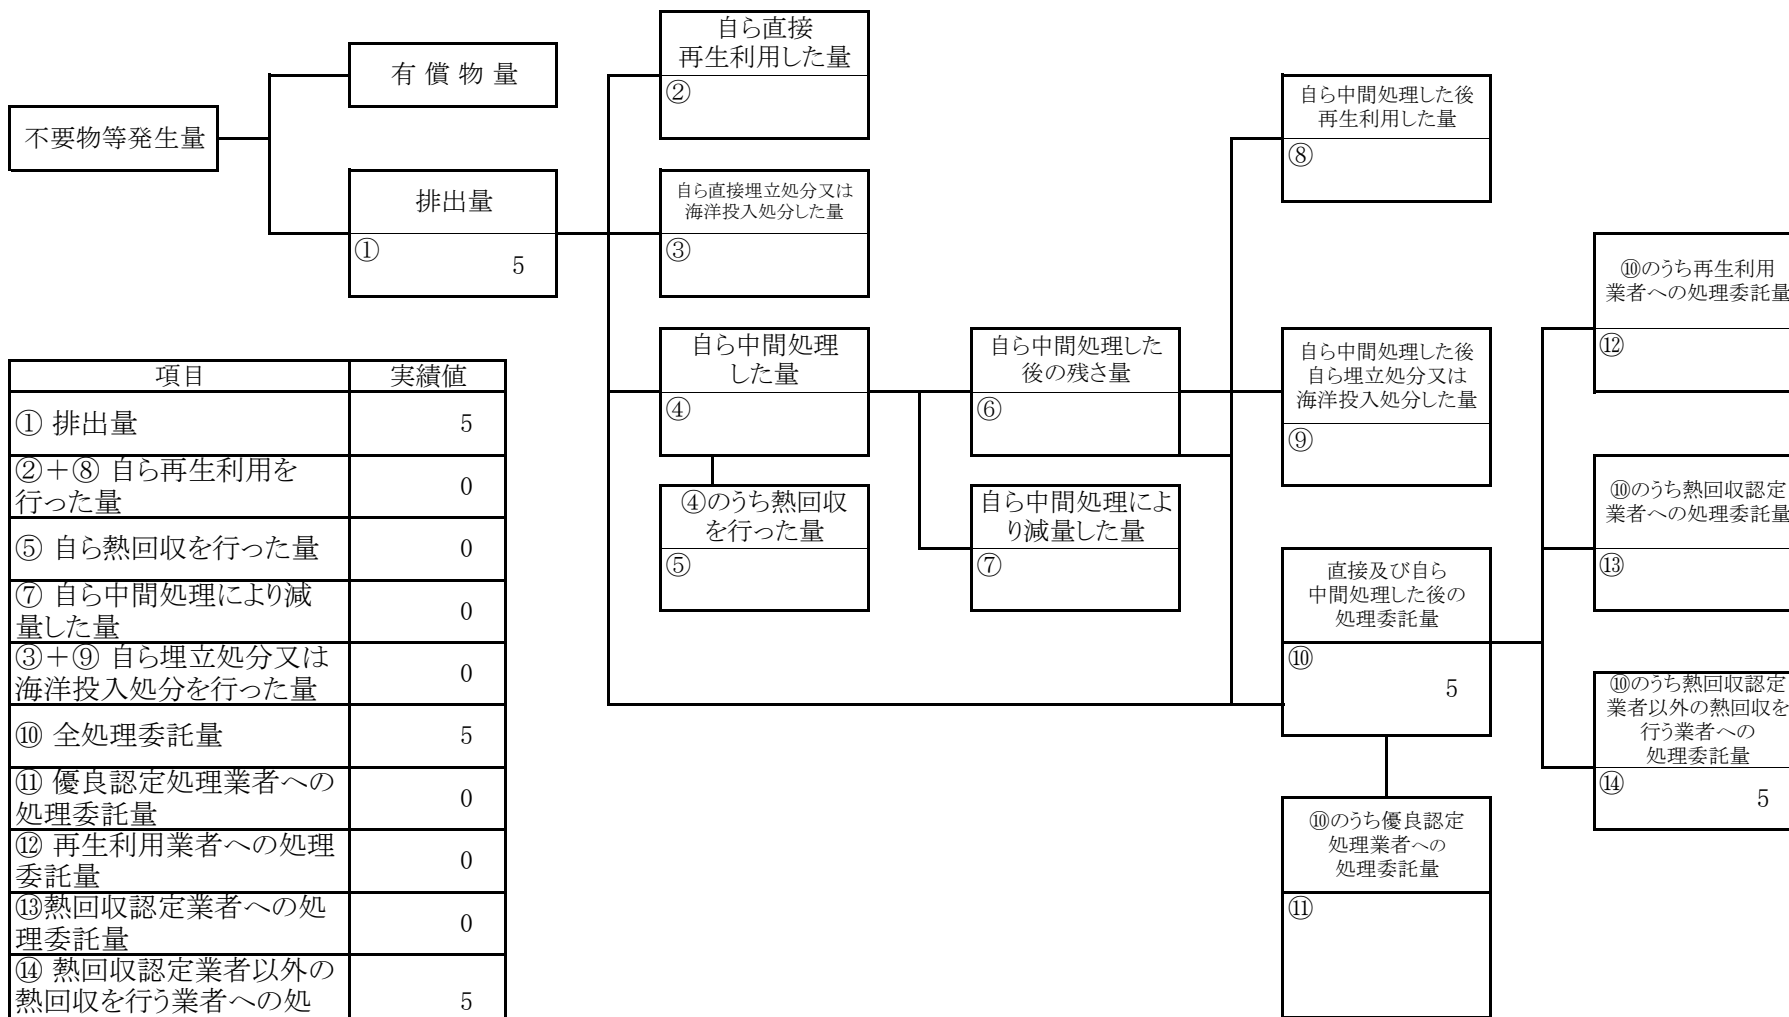 不要物等発生量
有 償 物 量
排出量
①
5
自ら直接
再生利用した量
②
自ら直接埋立処分又は
海洋投入処分した量
③
自ら中間処理
した量
④
④のうち熱回収
を行った量
⑤
自ら中間処理した
後の残さ量
⑥
自ら中間処理によ
り減量した量
⑦
自ら中間処理した後
再生利用した量
⑧
自ら中間処理した後
自ら埋立処分又は
海洋投入処分した量
⑨
直接及び自ら
中間処理した後の
処理委託量
⑩
5
⑩のうち優良認定
処理業者への
処理委託量
⑪
⑩のうち再生利用
業者への処理委託量
⑫
⑩のうち熱回収認定
業者への処理委託量
⑬
⑩のうち熱回収認定
業者以外の熱回収を
行う業者への
処理委託量
⑭
5
項目 実績値
① 排出量 5
②+⑧ 自ら再生利用を
行った量 0
⑤ 自ら熱回収を行った量 0
⑦ 自ら中間処理により減
量した量 0
③+⑨ 自ら埋立処分又は
海洋投入処分を行った量 0
⑩ 全処理委託量 5
⑪ 優良認定処理業者への
処理委託量 0
⑫ 再生利用業者への処理
委託量 0
⑬熱回収認定業者への処
理委託量 0
⑭ 熱回収認定業者以外の
熱回収を行う業者への処 5